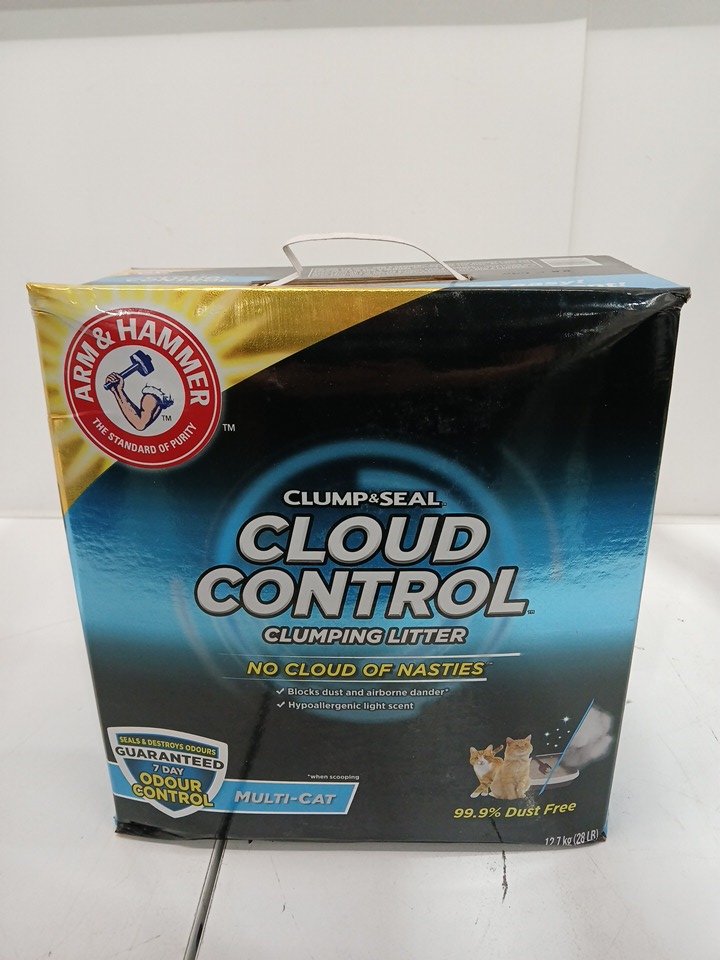 ARM & HAMMER
THE STANDARD OF PURITY
TM
TM
CLUMP&SEAL
CLOUD
CONTROL
CLUMPING LITTER
NO CLOUD OF NASTIES
✓ Blocks dust and airborne dander*
✓ Hypoallergenic light scent
SEALS & DESTROYS ODOURS
GUARANTEED
7 DAY
ODOUR
CONTROL
*when scooping
MULTI-CAT
99.9% Dust Free
12.7 kg (28 LB)